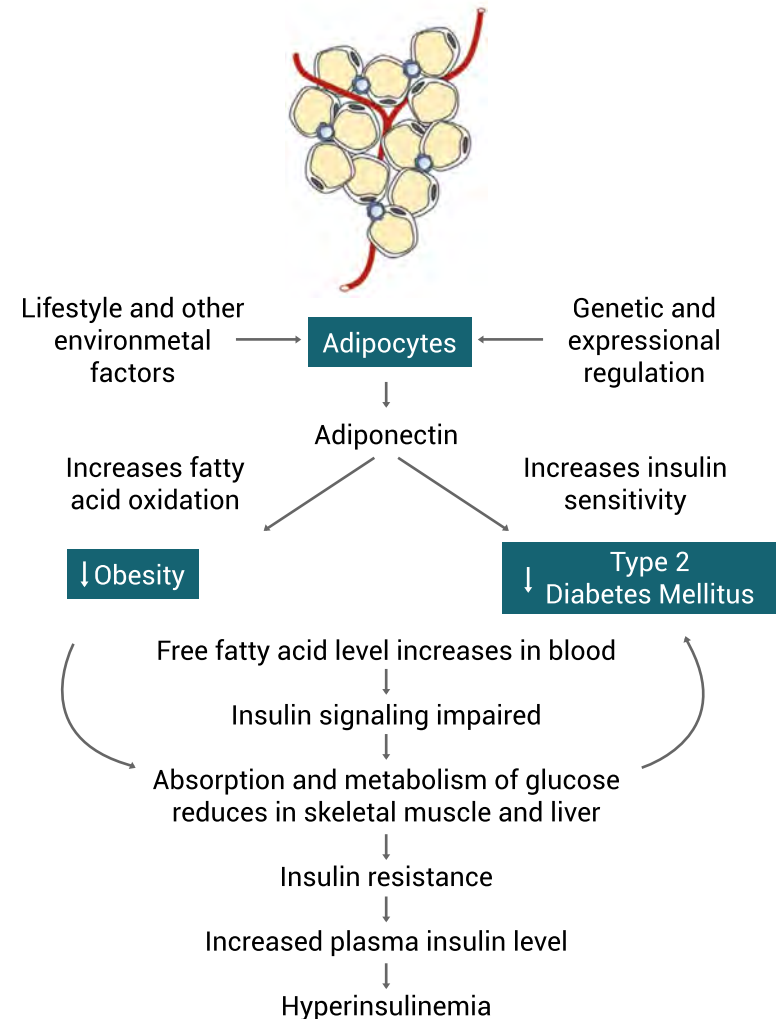 Lifestyle and other
environmetal
factors
Adipocytes
Genetic and
expressional
regulation
Adiponectin
Increases fatty
acid oxidation
Increases insulin
sensitivity
↓ Obesity
↓ Type 2
Diabetes Mellitus
Free fatty acid level increases in blood
Insulin signaling impaired
Absorption and metabolism of glucose
reduces in skeletal muscle and liver
Insulin resistance
Increased plasma insulin level
Hyperinsulinemia